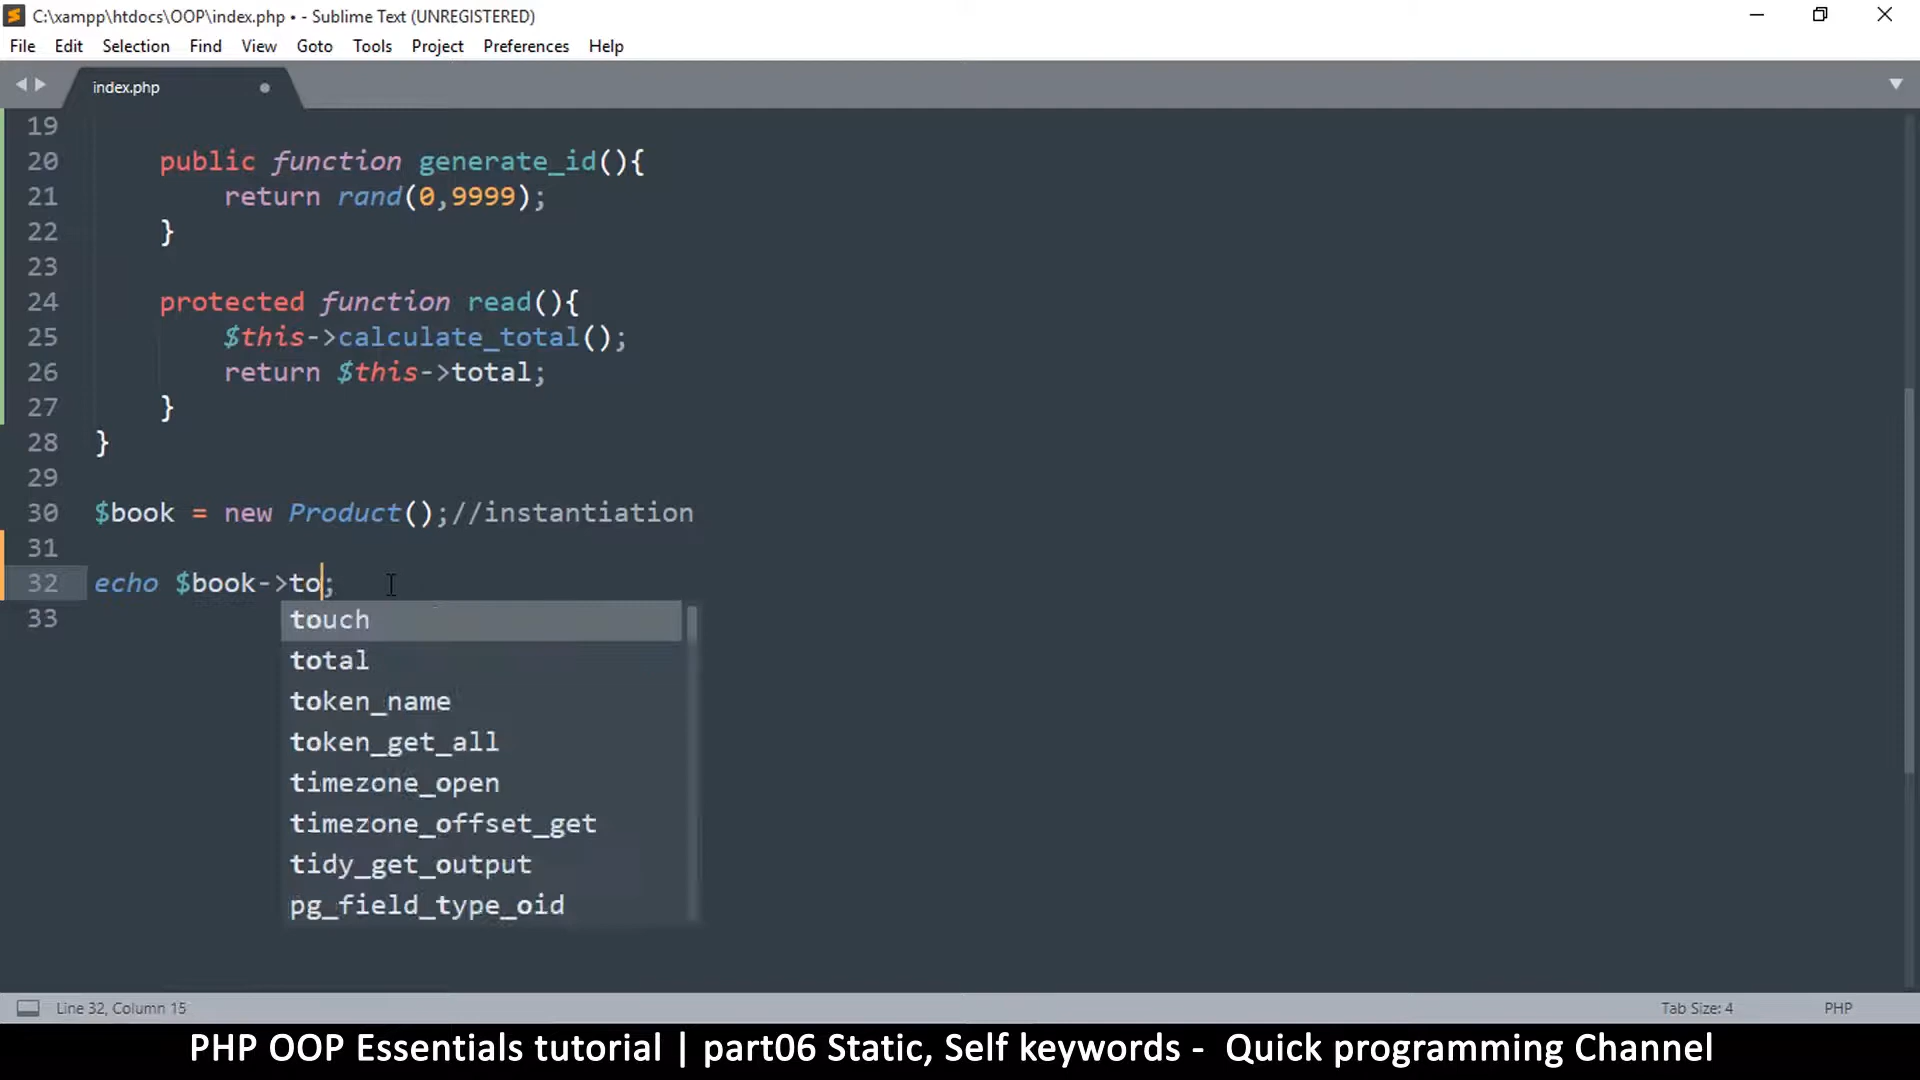 C:\xampp\htdocs\OOP\index.php • - Sublime Text (UNREGISTERED)
File Edit Selection Find View Goto Tools Project Preferences Help
index.php
19
20 public function generate_id(){
21 return rand(0,9999);
22 }
23
24 protected function read(){
25 $this->calculate_total();
26 return $this->total;
27 }
28 }
29
30 $book = new Product();//instantiation
31
32 echo $book->to;
33
touch
total
token_name
token_get_all
timezone_open
timezone_offset_get
tidy_get_output
pg_field_type_oid
Line 32, Column 15 Tab Size: 4 PHP
PHP OOP Essentials tutorial | part06 Static, Self keywords - Quick programming Channel